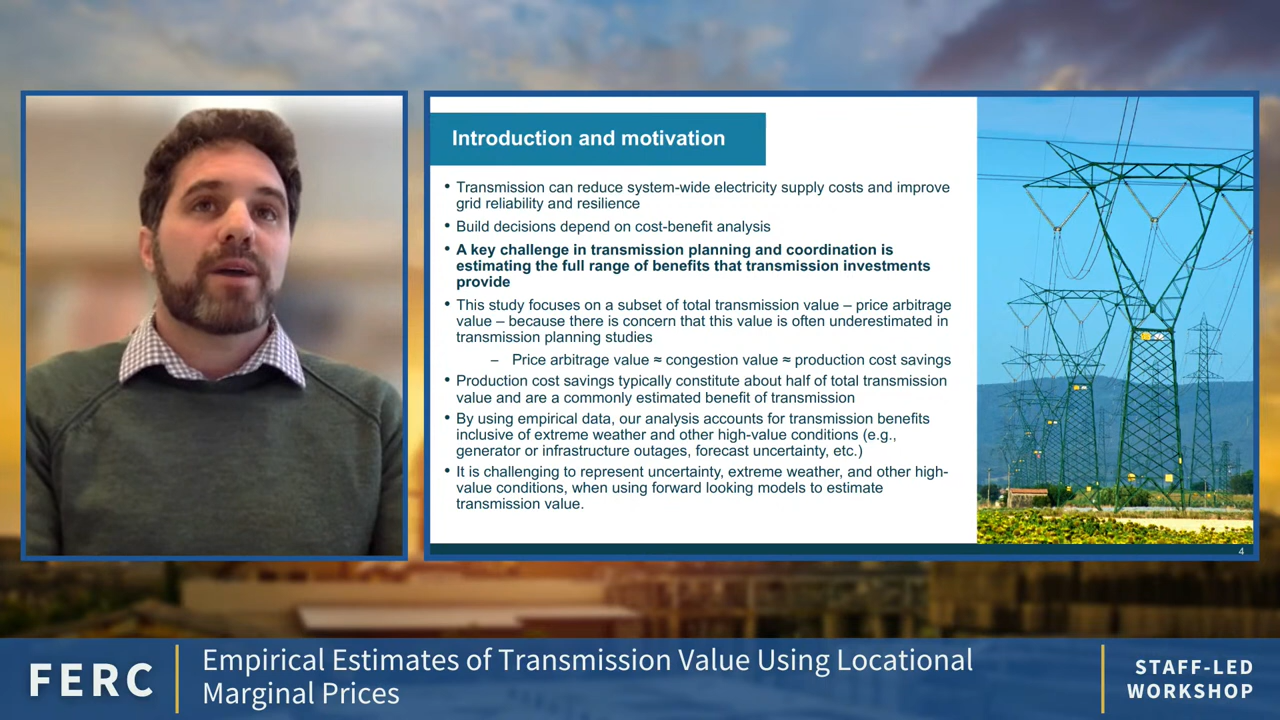 Introduction and motivation
• Transmission can reduce system-wide electricity supply costs and improve
grid reliability and resilience
• Build decisions depend on cost-benefit analysis
• A key challenge in transmission planning and coordination is
estimating the full range of benefits that transmission investments
provide
• This study focuses on a subset of total transmission value – price arbitrage
value – because there is concern that this value is often underestimated in
transmission planning studies
– Price arbitrage value ≈ congestion value ≈ production cost savings
• Production cost savings typically constitute about half of total transmission
value and are a commonly estimated benefit of transmission
• By using empirical data, our analysis accounts for transmission benefits
inclusive of extreme weather and other high-value conditions (e.g.,
generator or infrastructure outages, forecast uncertainty, etc.)
• It is challenging to represent uncertainty, extreme weather, and other high-
value conditions, when using forward looking models to estimate
transmission value.
4
FERC
Empirical Estimates of Transmission Value Using Locational
Marginal Prices
STAFF-LED
WORKSHOP